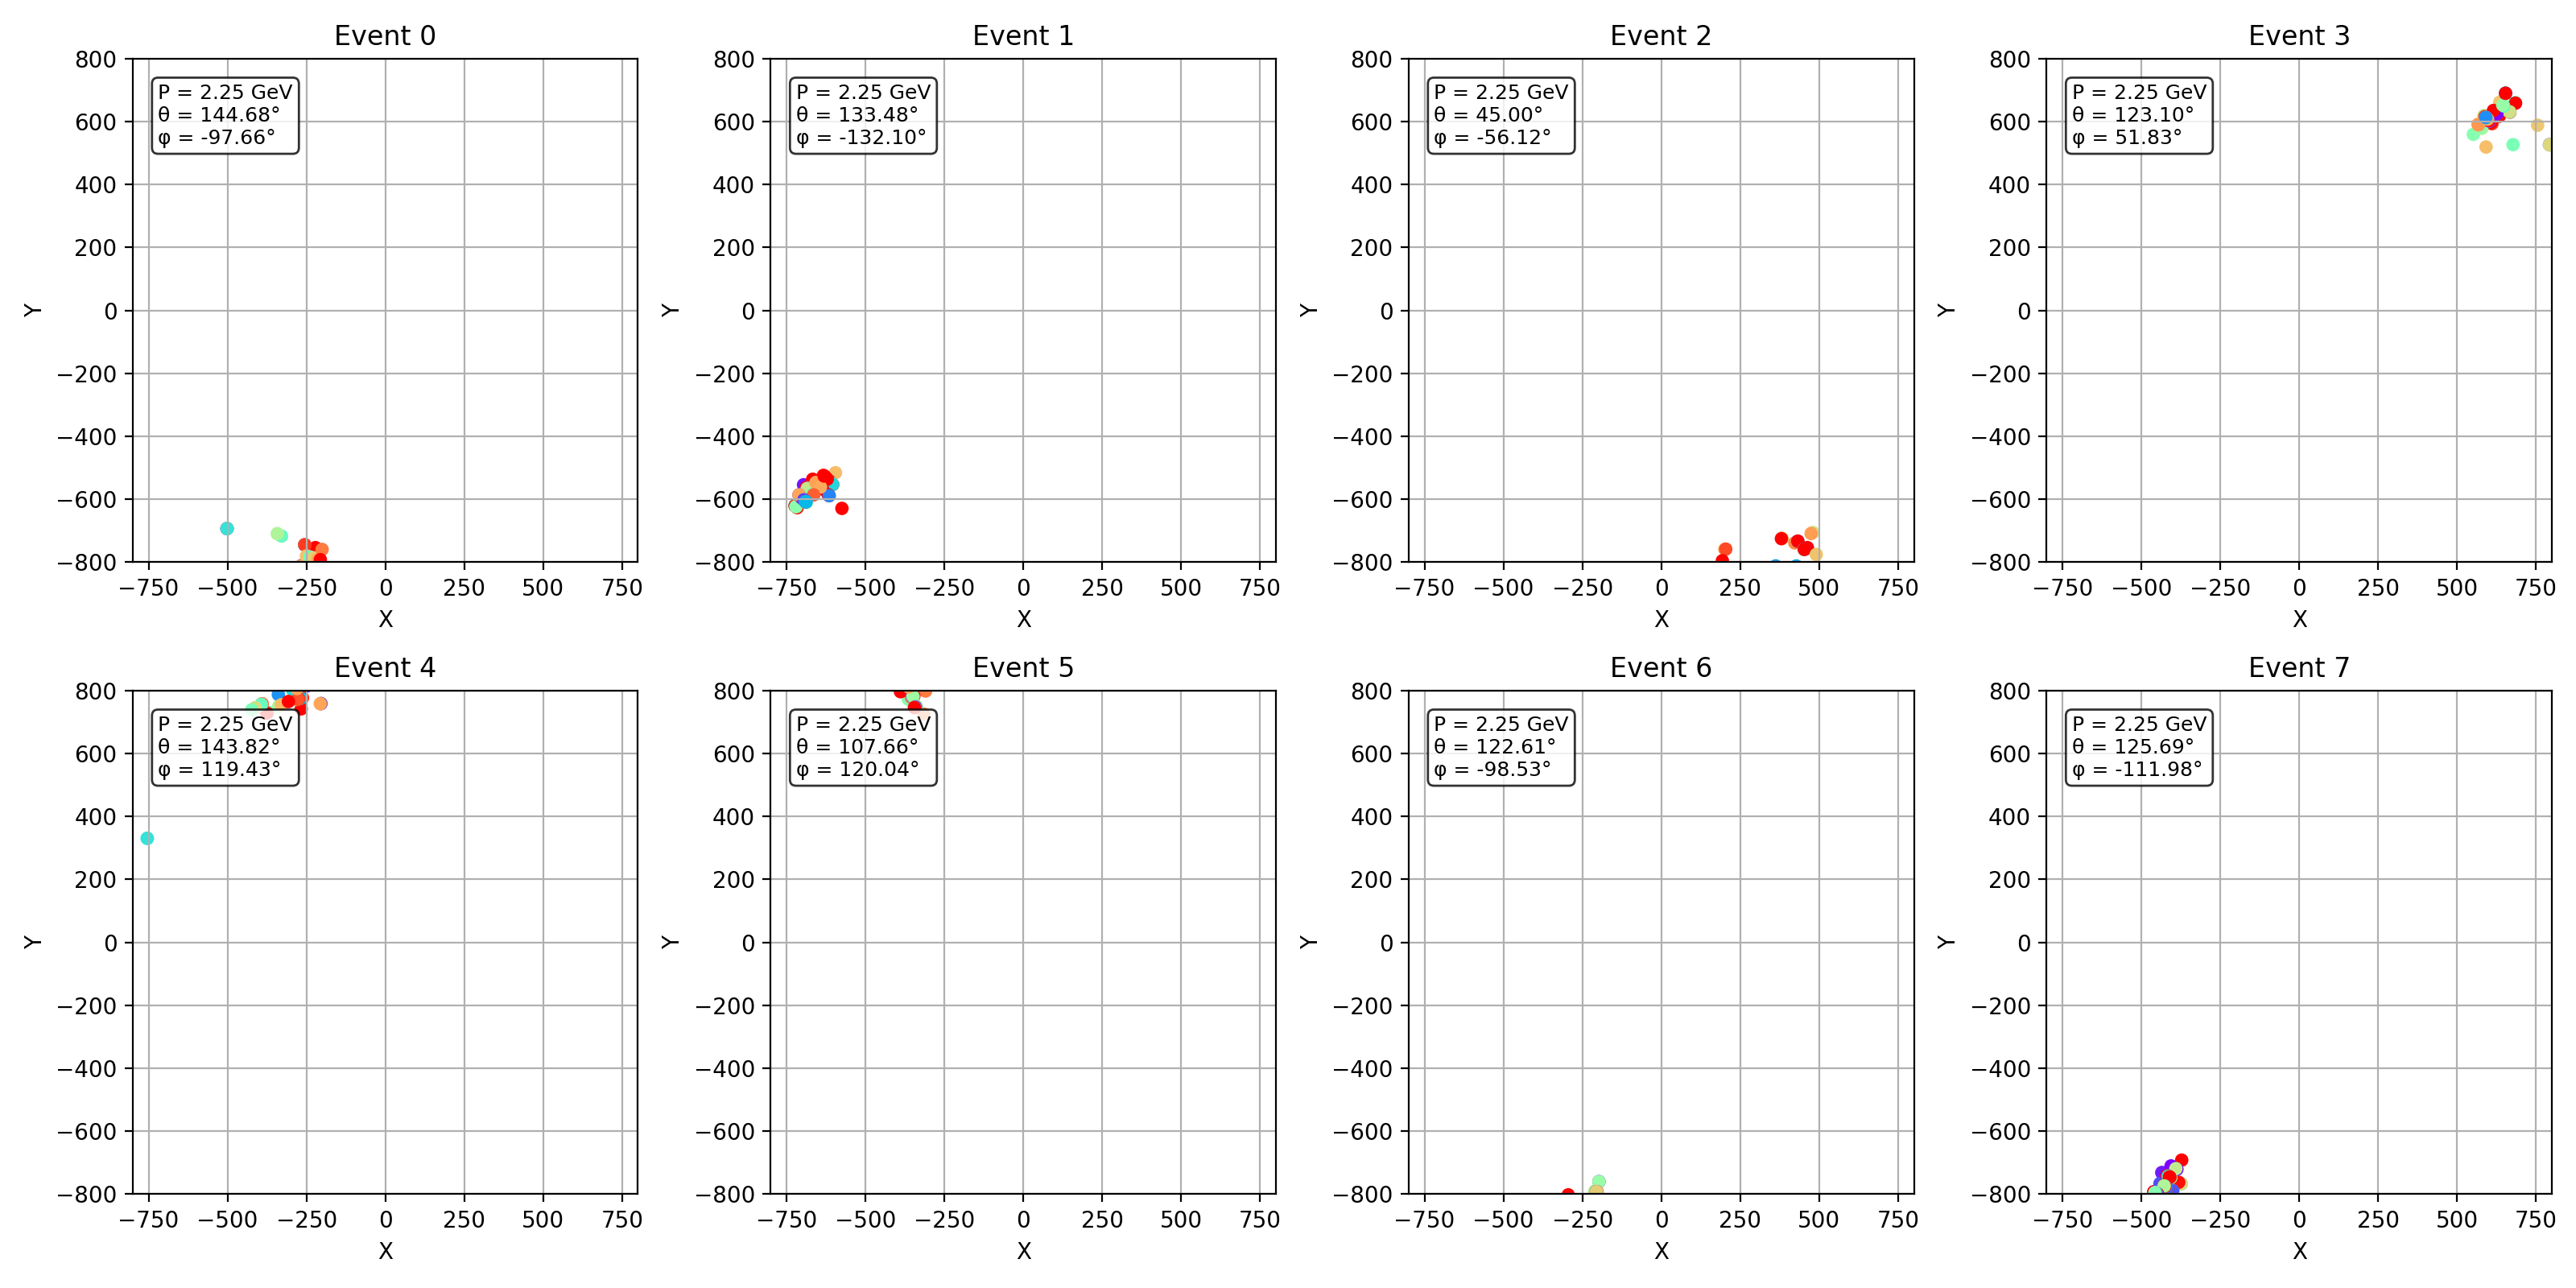 Event 0
P = 2.25 GeV
θ = 144.68°
φ = -97.66°
800
600
400
200
0
−200
−400
−600
−800
Y
−750 −500 −250 0 250 500 750
X
Event 1
P = 2.25 GeV
θ = 133.48°
φ = -132.10°
800
600
400
200
0
−200
−400
−600
−800
Y
−750 −500 −250 0 250 500 750
X
Event 2
P = 2.25 GeV
θ = 45.00°
φ = -56.12°
800
600
400
200
0
−200
−400
−600
−800
Y
−750 −500 −250 0 250 500 750
X
Event 3
P = 2.25 GeV
θ = 123.10°
φ = 51.83°
800
600
400
200
0
−200
−400
−600
−800
Y
−750 −500 −250 0 250 500 750
X
Event 4
P = 2.25 GeV
θ = 143.82°
φ = 119.43°
800
600
400
200
0
−200
−400
−600
−800
Y
−750 −500 −250 0 250 500 750
X
Event 5
P = 2.25 GeV
θ = 107.66°
φ = 120.04°
800
600
400
200
0
−200
−400
−600
−800
Y
−750 −500 −250 0 250 500 750
X
Event 6
P = 2.25 GeV
θ = 122.61°
φ = -98.53°
800
600
400
200
0
−200
−400
−600
−800
Y
−750 −500 −250 0 250 500 750
X
Event 7
P = 2.25 GeV
θ = 125.69°
φ = -111.98°
800
600
400
200
0
−200
−400
−600
−800
Y
−750 −500 −250 0 250 500 750
X